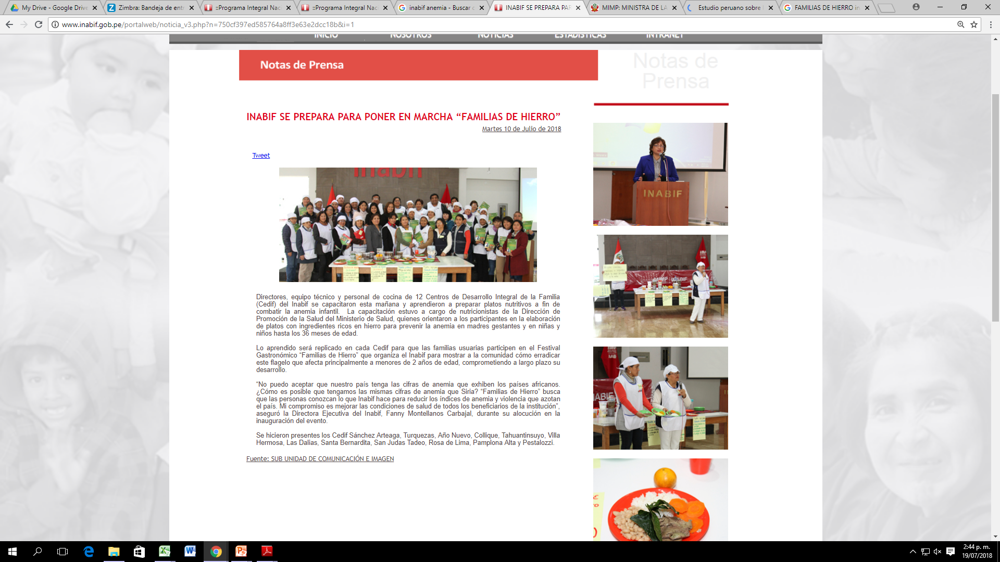 My Drive - Google Drive
Zimbra: Bandeja de entr
::Programa Integral Nac
::Programa Integral Nac
inabif anemia - Buscar c
INABIF SE PREPARA PAR
MIMP: MINISTRA DE LA
Estudio peruano sobre
FAMILIAS DE HIERRO in
www.inabif.gob.pe/portalweb/noticia_v3.php?n=750cf397ed585764a8ff3e63e2dcc18b&i=1
INICIO NOSOTROS NOTICIAS ESTADISTICAS INTRANET
Notas de Prensa
Notas de
Prensa
INABIF SE PREPARA PARA PONER EN MARCHA “FAMILIAS DE HIERRO”
Martes 10 de Julio de 2018
Tweet
inabif
INABIF
MIMP INABIF
Directores, equipo técnico y personal de cocina de 12 Centros de Desarrollo Integral de la Familia
(Cedif) del Inabif se capacitaron esta mañana y aprendieron a preparar platos nutritivos a fin de
combatir la anemia infantil. La capacitación estuvo a cargo de nutricionistas de la Dirección de
Promoción de la Salud del Ministerio de Salud, quienes orientaron a los participantes en la elaboración
de platos con ingredientes ricos en hierro para prevenir la anemia en madres gestantes y en niñas y
niños hasta los 36 meses de edad.
Lo aprendido será replicado en cada Cedif para que las familias usuarias participen en el Festival
Gastronómico “Familias de Hierro” que organiza el Inabif para mostrar a la comunidad cómo erradicar
este flagelo que afecta principalmente a menores de 2 años de edad, comprometiendo a largo plazo su
desarrollo.
“No puedo aceptar que nuestro país tenga las cifras de anemia que exhiben los países africanos.
¿Cómo es posible que tengamos las mismas cifras de anemia que Siria? “Familias de Hierro” busca
que las personas conozcan lo que Inabif hace para reducir los índices de anemia y violencia que azotan
el país. Mi compromiso es mejorar las condiciones de salud de todos los beneficiarios de la institución”,
aseguró la Directora Ejecutiva del Inabif, Fanny Montellanos Carbajal, durante su alocución en la
inauguración del evento.
Se hicieron presentes los Cedif Sánchez Arteaga, Turquezas, Año Nuevo, Collique, Tahuantinsuyo, Villa
Hermosa, Las Dalias, Santa Bernardita, San Judas Tadeo, Rosa de Lima, Pamplona Alta y Pestalozzi.
Fuente: SUB UNIDAD DE COMUNICACIÓN E IMAGEN
2:44 p. m.
19/07/2018